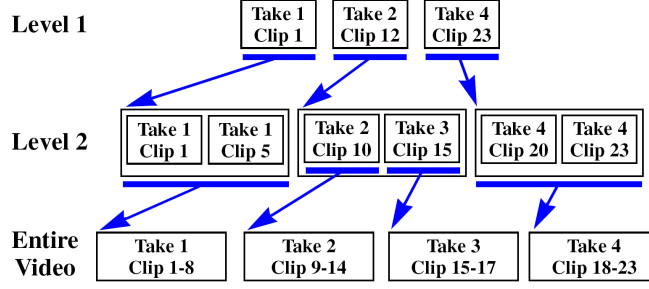 Level 1
Take 1
Clip 1
Take 2
Clip 12
Take 4
Clip 23
Level 2
Take 1
Clip 1
Take 1
Clip 5
Take 2
Clip 10
Take 3
Clip 15
Take 4
Clip 20
Take 4
Clip 23
Entire
Video
Take 1
Clip 1-8
Take 2
Clip 9-14
Take 3
Clip 15-17
Take 4
Clip 18-23